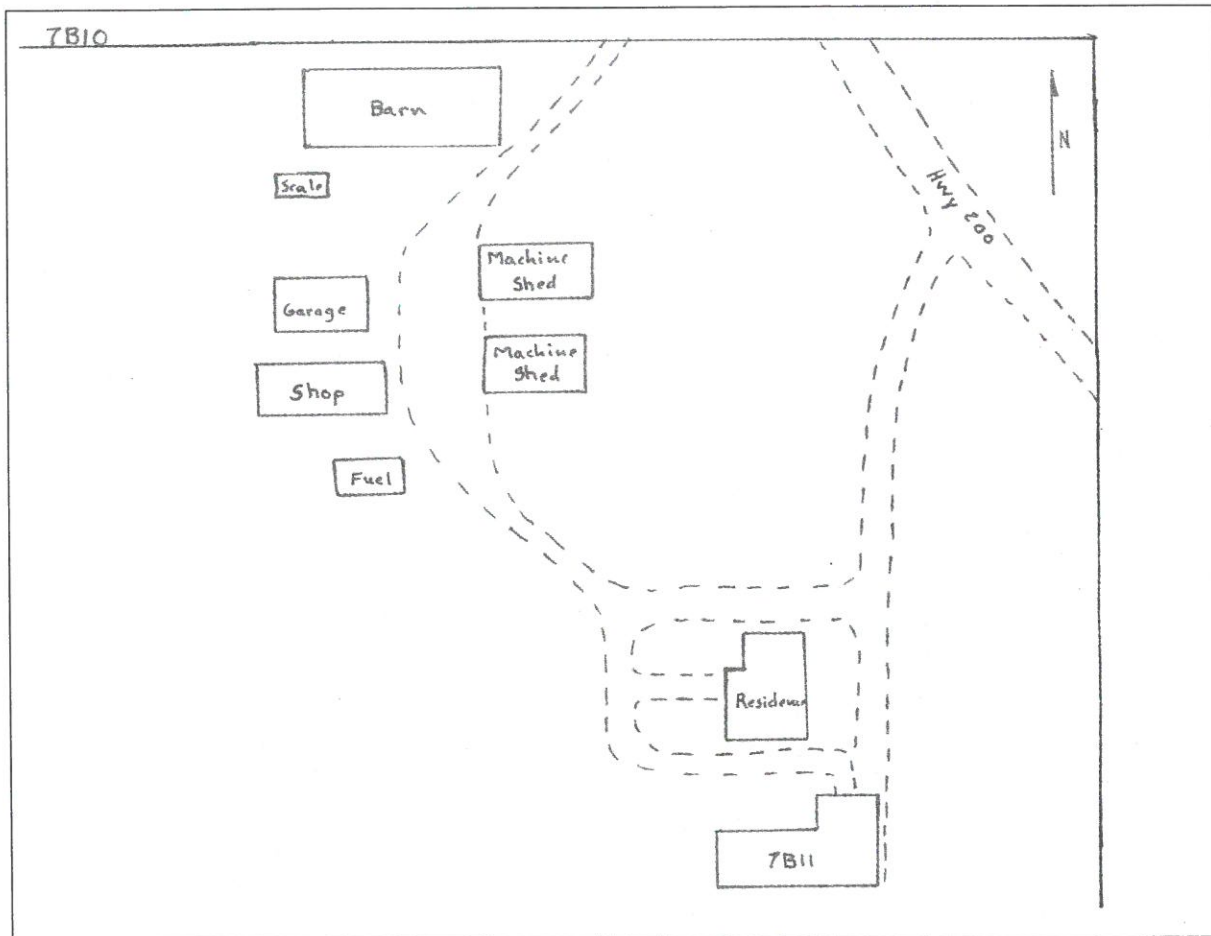 7B10
Barn
N
Scale
Hwy 200
Machine
Shed
Garage
Machine
Shed
Shop
Fuel
Residence
7B11